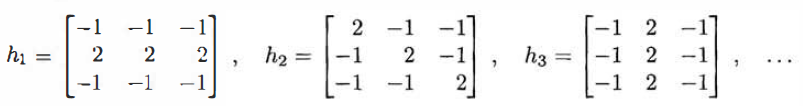 h₁ = [−1 −1 −1; 2 2 2; −1 −1 −1] , h₂ = [2 −1 −1; −1 2 −1; −1 −1 2] , h₃ = [−1 2 −1; −1 2 −1; −1 2 −1] , ...